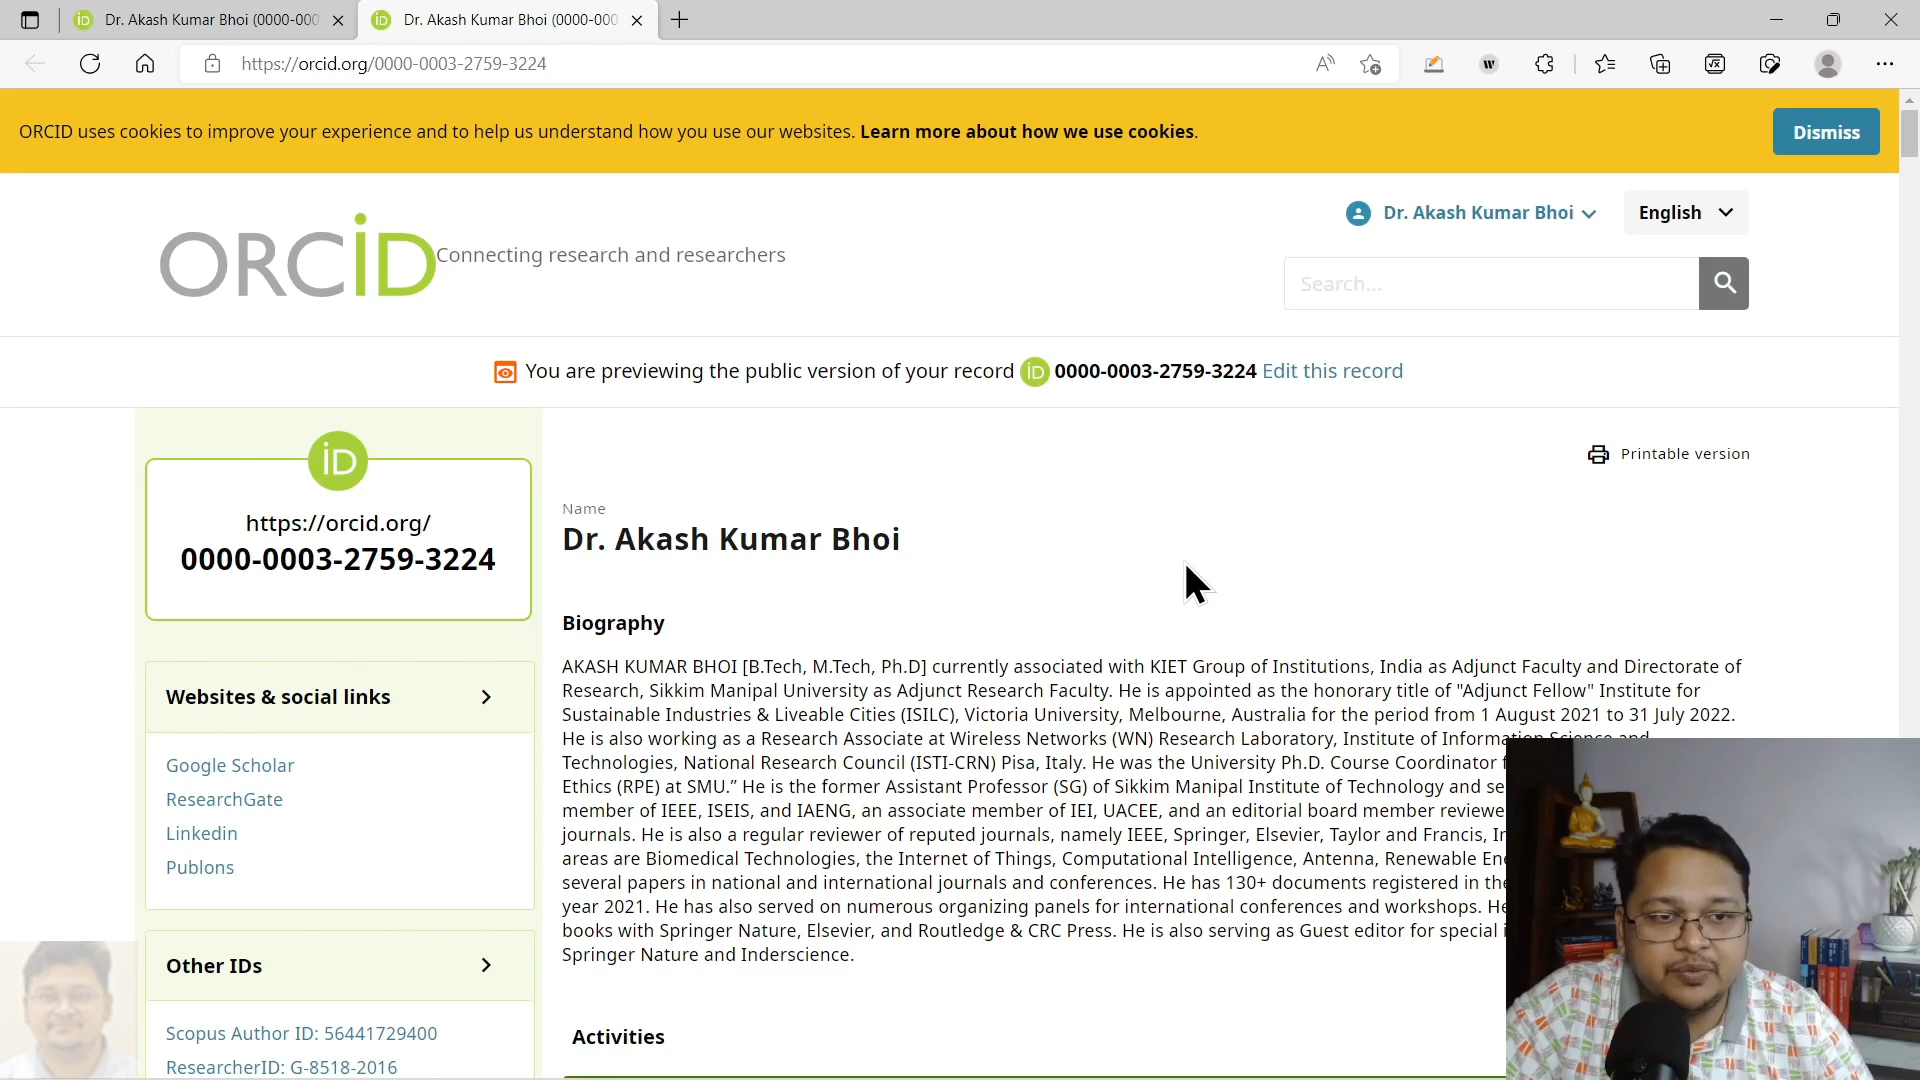 Dr. Akash Kumar Bhoi (0000-000
Dr. Akash Kumar Bhoi (0000-000
https://orcid.org/0000-0003-2759-3224
ORCID uses cookies to improve your experience and to help us understand how you use our websites. Learn more about how we use cookies.
Dismiss
ORCID
Connecting research and researchers
Dr. Akash Kumar Bhoi
English
Search...
You are previewing the public version of your record iD 0000-0003-2759-3224 Edit this record
Printable version
iD
https://orcid.org/
0000-0003-2759-3224
Name
Dr. Akash Kumar Bhoi
Biography
AKASH KUMAR BHOI [B.Tech, M.Tech, Ph.D] currently associated with KIET Group of Institutions, India as Adjunct Faculty and Directorate of
Research, Sikkim Manipal University as Adjunct Research Faculty. He is appointed as the honorary title of "Adjunct Fellow" Institute for
Sustainable Industries & Liveable Cities (ISILC), Victoria University, Melbourne, Australia for the period from 1 August 2021 to 31 July 2022.
He is also working as a Research Associate at Wireless Networks (WN) Research Laboratory, Institute of Information Science and
Technologies, National Research Council (ISTI-CRN) Pisa, Italy. He was the University Ph.D. Course Coordinator
Ethics (RPE) at SMU.” He is the former Assistant Professor (SG) of Sikkim Manipal Institute of Technology and se
member of IEEE, ISEIS, and IAENG, an associate member of IEI, UACEE, and an editorial board member reviewe
journals. He is also a regular reviewer of reputed journals, namely IEEE, Springer, Elsevier, Taylor and Francis,
areas are Biomedical Technologies, the Internet of Things, Computational Intelligence, Antenna, Renewable
several papers in national and international journals and conferences. He has 130+ documents registered in
year 2021. He has also served on numerous organizing panels for international conferences and workshops. He
books with Springer Nature, Elsevier, and Routledge & CRC Press. He is also serving as Guest editor for special
Springer Nature and Inderscience.
Activities
Websites & social links
Google Scholar
ResearchGate
Linkedin
Publons
Other IDs
Scopus Author ID: 56441729400
ResearcherID: G-8518-2016